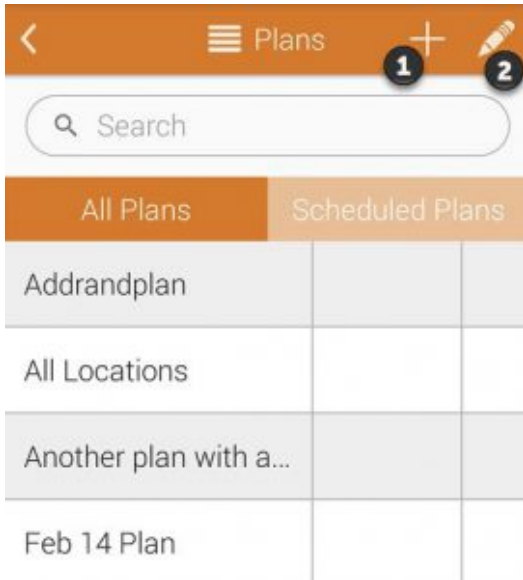 Plans
1
2
Search
All Plans Scheduled Plans
Addrandplan
All Locations
Another plan with a...
Feb 14 Plan